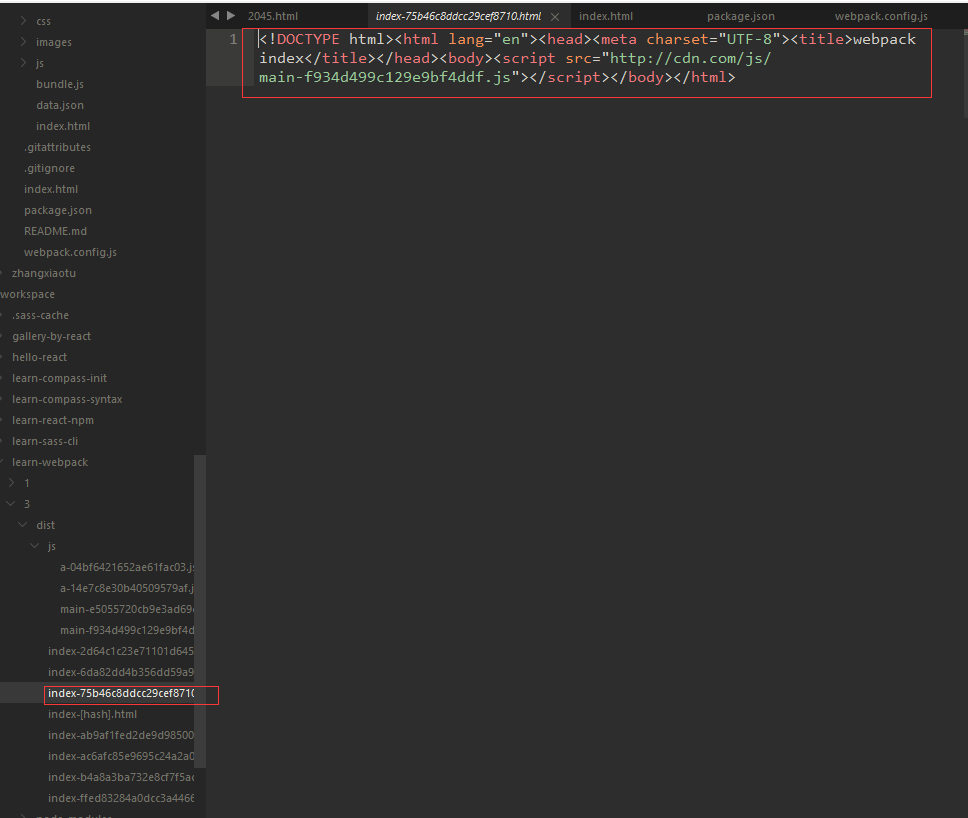 css
images
js
bundle.js
data.json
index.html
.gitattributes
.gitignore
index.html
package.json
README.md
webpack.config.js
zhangxiaotu
workspace
.sass-cache
gallery-by-react
hello-react
learn-compass-init
learn-compass-syntax
learn-react-npm
learn-sass-cli
learn-webpack
1
3
dist
js
a-04bf6421652ae61fac03.js
a-14e7c8e30b40509579af.j
main-e5055720cb9e3ad69
main-f934d499c129e9bf4d
index-2d64c1c23e71101d645
index-6da82dd4b356dd59a9
index-75b46c8ddcc29cef8710
index-[hash].html
index-ab9af1fed2de9d98500
index-ac6afc85e9695c24a2a0
index-b4a8a3ba732e8cf7f5a
index-ffed83284a0dcc3a4466
2045.html
index-75b46c8ddcc29cef8710.html
index.html
package.json
webpack.config.js
1
<!DOCTYPE html><html lang="en"><head><meta charset="UTF-8"><title>webpack
index</title></head><body><script src="http://cdn.com/js/
main-f934d499c129e9bf4ddf.js"></script></body></html>